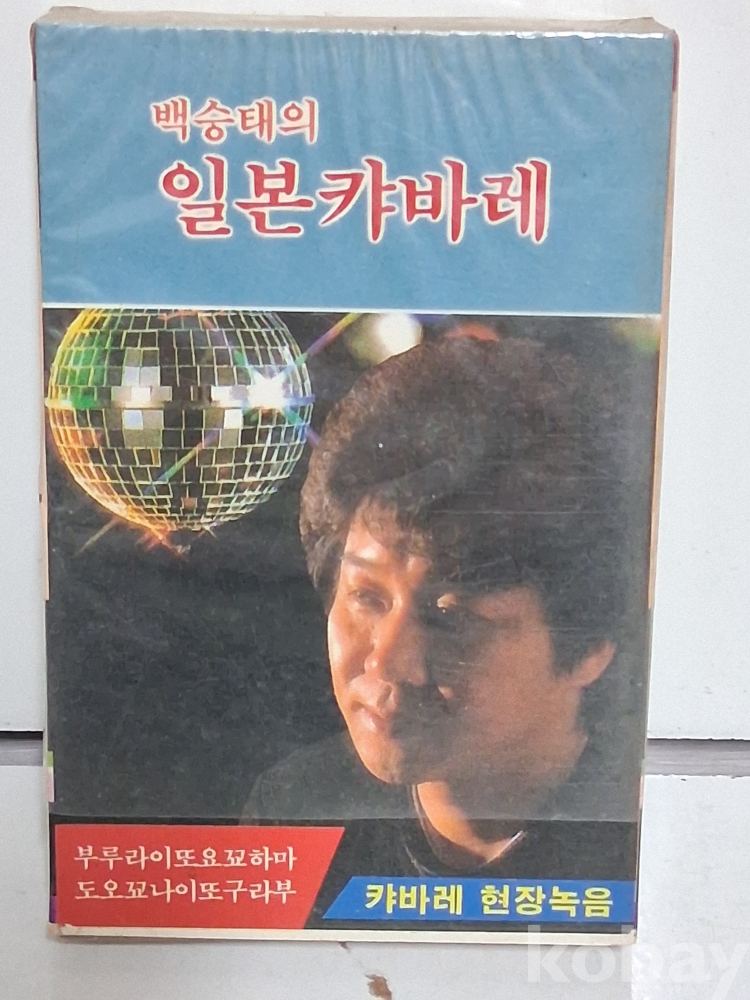 백승태의
일본캬바레
부루라이또요꼬하마
도오꾜나이또구라부
캬바레 현장녹음
kobay